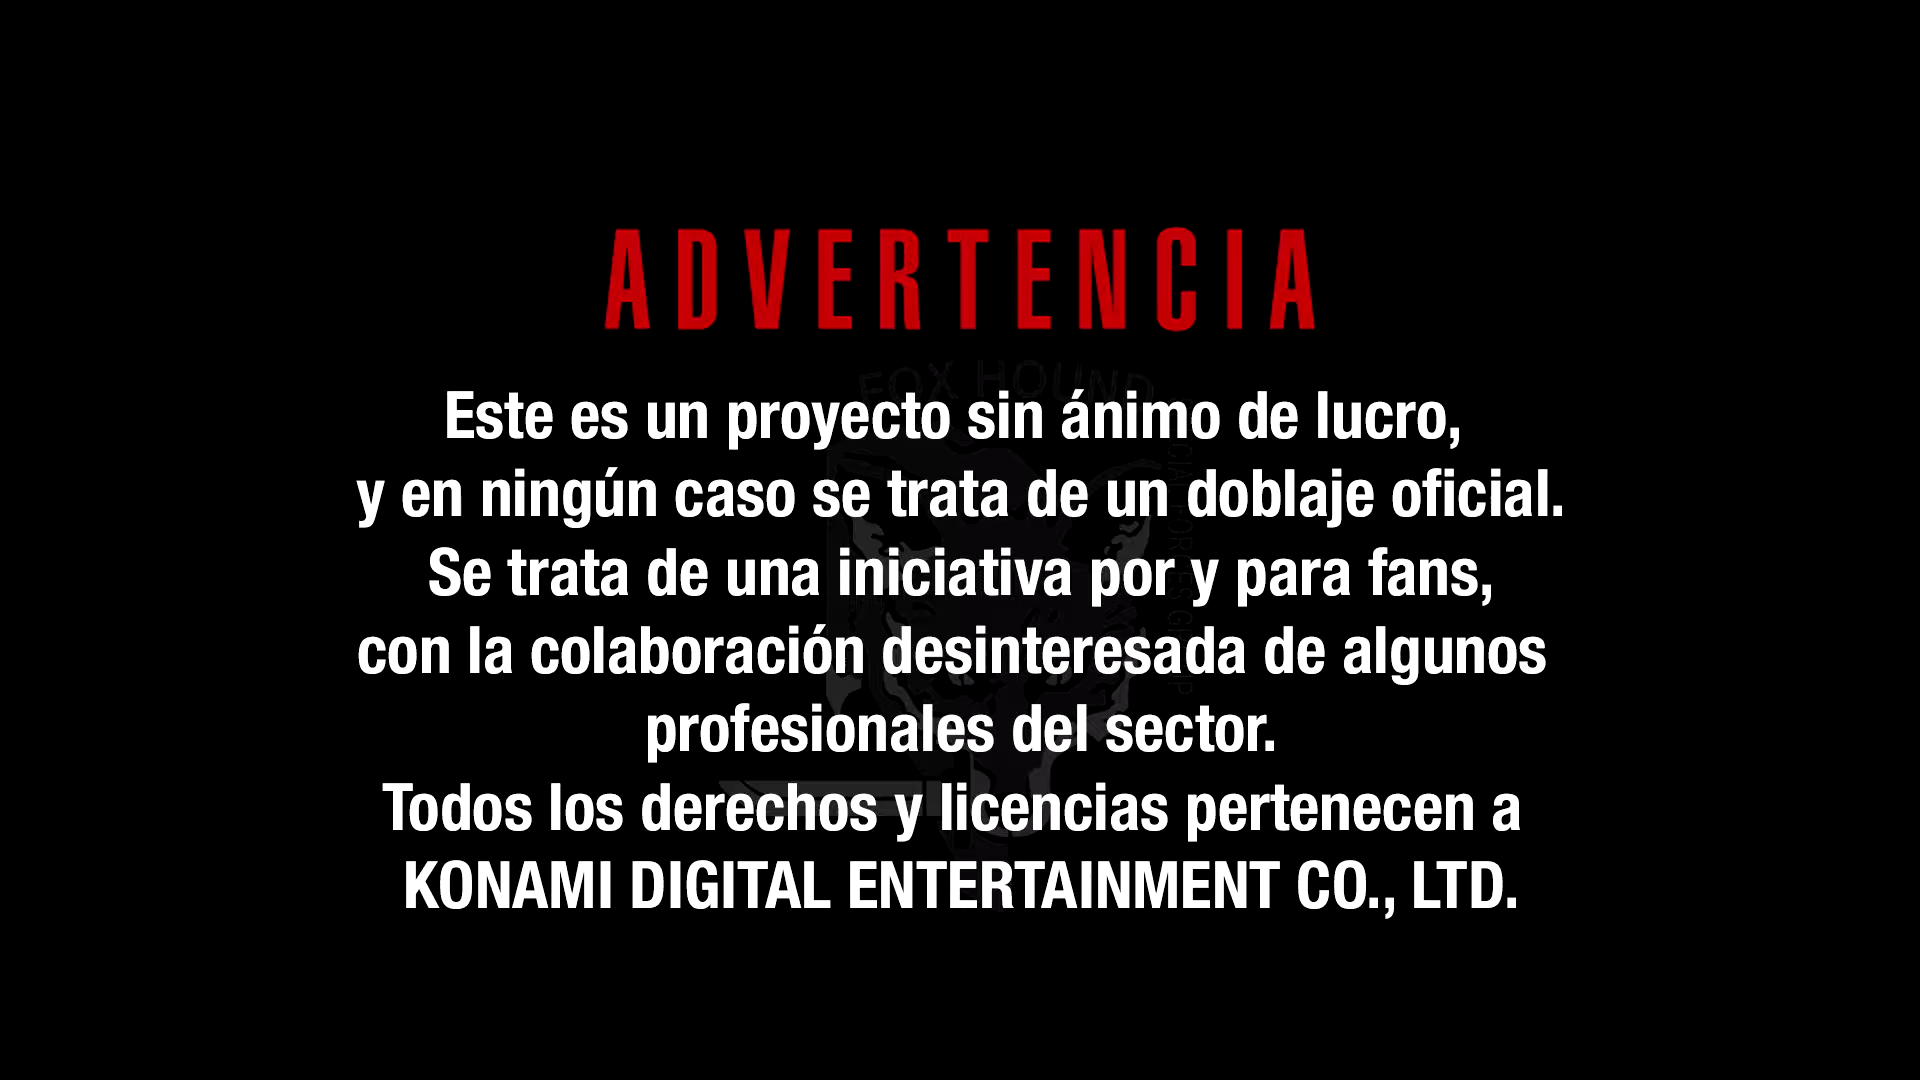 ADVERTENCIA
FOX HOUND
Este es un proyecto sin ánimo de lucro,
y en ningún caso se trata de un doblaje oficial.
Se trata de una iniciativa por y para fans,
con la colaboración desinteresada de algunos
profesionales del sector.
Todos los derechos y licencias pertenecen a
KONAMI DIGITAL ENTERTAINMENT CO., LTD.